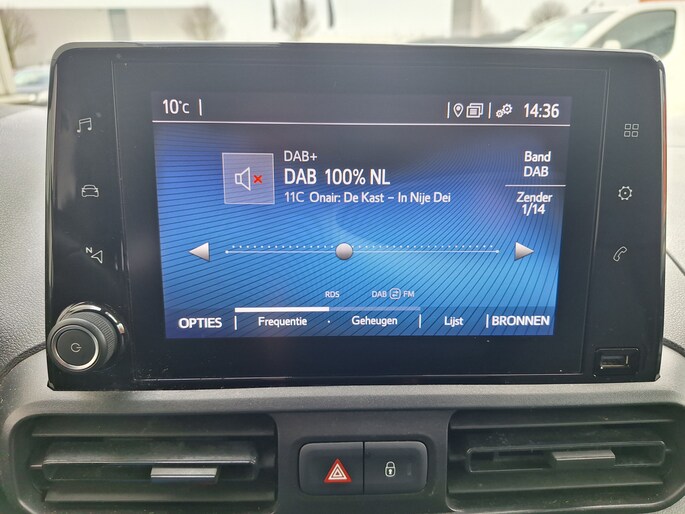 10°C
14:36
DAB+
DAB 100% NL
11C Onair: De Kast – In Nije Dei
Band
DAB
Zender
1/14
N
RDS
DAB FM
OPTIES
Frequentie
Geheugen
Lijst
BRONNEN